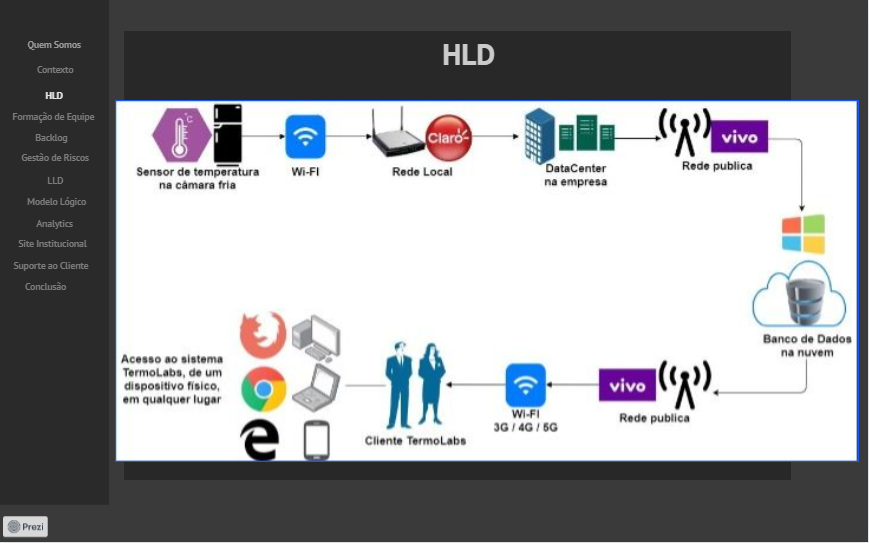 Quem Somos
Contexto
HLD
Formação de Equipe
Backlog
Gestão de Riscos
LLD
Modelo Lógico
Analytics
Site Institucional
Suporte ao Cliente
Conclusão
Prezi
HLD
°C
Sensor de temperatura
na câmara fria
Wi-FI
Claro
Rede Local
DataCenter
na empresa
vivo
Rede publica
Banco de Dados
na nuvem
vivo
Rede publica
Wi-FI
3G / 4G / 5G
Cliente TermoLabs
Acesso ao sistema
TermoLabs, de um
dispositivo físico,
em qualquer lugar